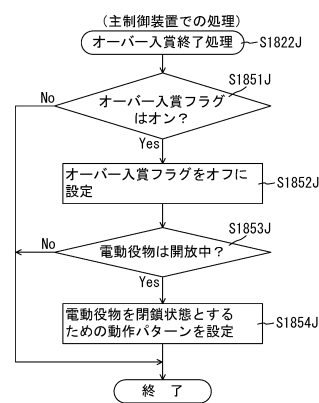 (主制御装置での処理)
オーバー入賞終了処理
S1822J
S1851J
No
オーバー入賞フラグ
はオン?
Yes
オーバー入賞フラグをオフに
設定
S1852J
S1853J
No
電動役物は開放中?
Yes
電動役物を閉鎖状態とする
ための動作パターンを設定
S1854J
終 了